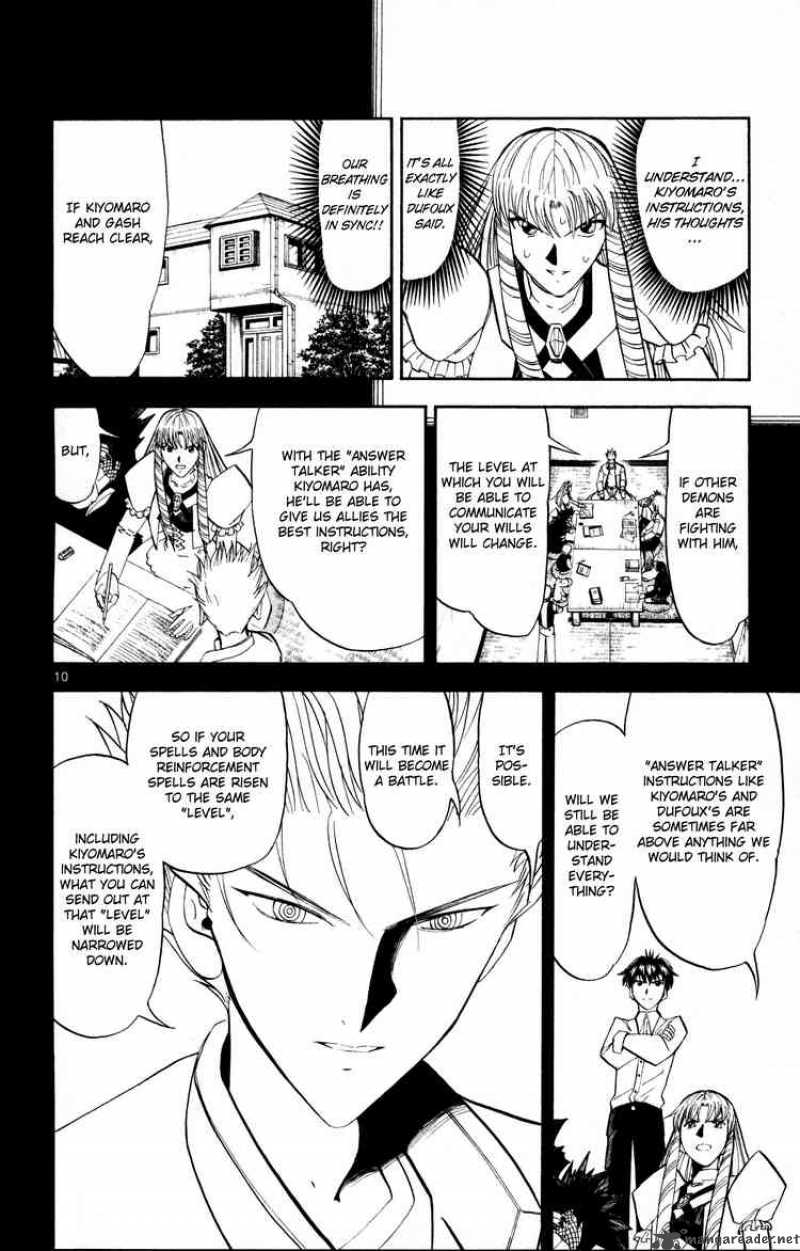 I
UNDERSTAND...
KIYOMARO'S
INSTRUCTIONS,
HIS THOUGHTS
...
IT'S ALL
EXACTLY
LIKE
DUFOUX
SAID.
OUR
BREATHING
IS
DEFINITELY
IN SYNC!!
IF KIYOMARO
AND GASH
REACH CLEAR,
IF OTHER
DEMONS
ARE
FIGHTING
WITH HIM,
THE LEVEL AT
WHICH YOU WILL
BE ABLE TO
COMMUNICATE
YOUR WILLS
WILL CHANGE.
WITH THE "ANSWER
TALKER" ABILITY
KIYOMARO HAS,
HE'LL BE ABLE TO
GIVE US ALLIES
THE BEST
INSTRUCTIONS,
RIGHT?
BUT,
10
"ANSWER TALKER"
INSTRUCTIONS LIKE
KIYOMARO'S AND
DUFOUX'S ARE
SOMETIMES FAR
ABOVE ANYTHING WE
WOULD THINK OF.
WILL WE
STILL BE
ABLE TO
UNDER-
STAND
EVERY-
THING?
IT'S
POS-
SIBLE.
THIS TIME IT
WILL BECOME
A BATTLE.
SO IF YOUR
SPELLS AND BODY
REINFORCEMENT
SPELLS ARE RISEN
TO THE SAME
"LEVEL",
INCLUDING
KIYOMARO'S
INSTRUCTIONS,
WHAT YOU CAN
SEND OUT AT
THAT "LEVEL"
WILL BE
NARROWED
DOWN.
mangareader.net